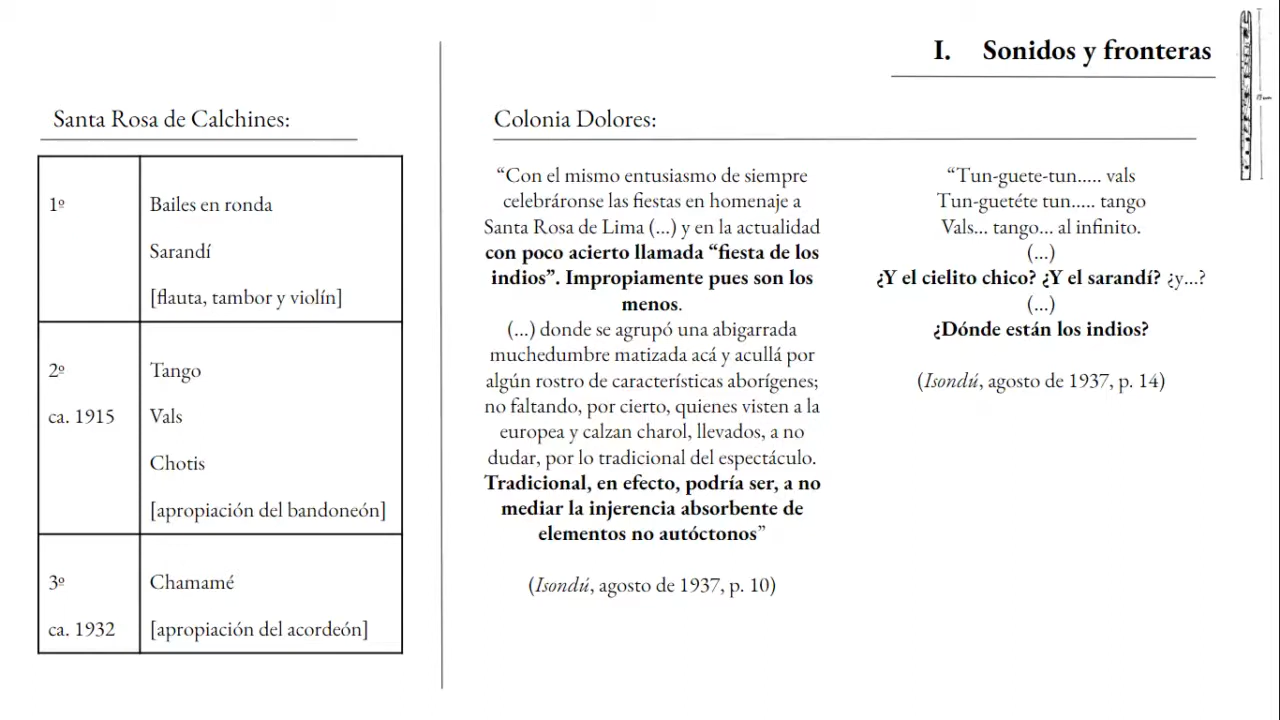 I. Sonidos y fronteras
Santa Rosa de Calchines:
1º
Bailes en ronda
Sarandí
[flauta, tambor y violín]
2º
ca. 1915
Tango
Vals
Chotis
[apropiación del bandoneón]
3º
ca. 1932
Chamamé
[apropiación del acordeón]
Colonia Dolores:
“Con el mismo entusiasmo de siempre
celebráronse las fiestas en homenaje a
Santa Rosa de Lima (...) y en la actualidad
con poco acierto llamada “fiesta de los
indios”. Impropiamente pues son los
menos.
(...) donde se agrupó una abigarrada
muchedumbre matizada acá y acullá por
algún rostro de características aborígenes;
no faltando, por cierto, quienes visten a la
europea y calzan charol, llevados, a no
dudar, por lo tradicional del espectáculo.
Tradicional, en efecto, podría ser, a no
mediar la injerencia absorbente de
elementos no autóctonos”
(Isondú, agosto de 1937, p. 10)
“Tun-guete-tun..... vals
Tun-guetéte tun..... tango
Vals... tango... al infinito.
(...)
¿Y el cielito chico? ¿Y el sarandí? ¿y...?
(...)
¿Dónde están los indios?
(Isondú, agosto de 1937, p. 14)